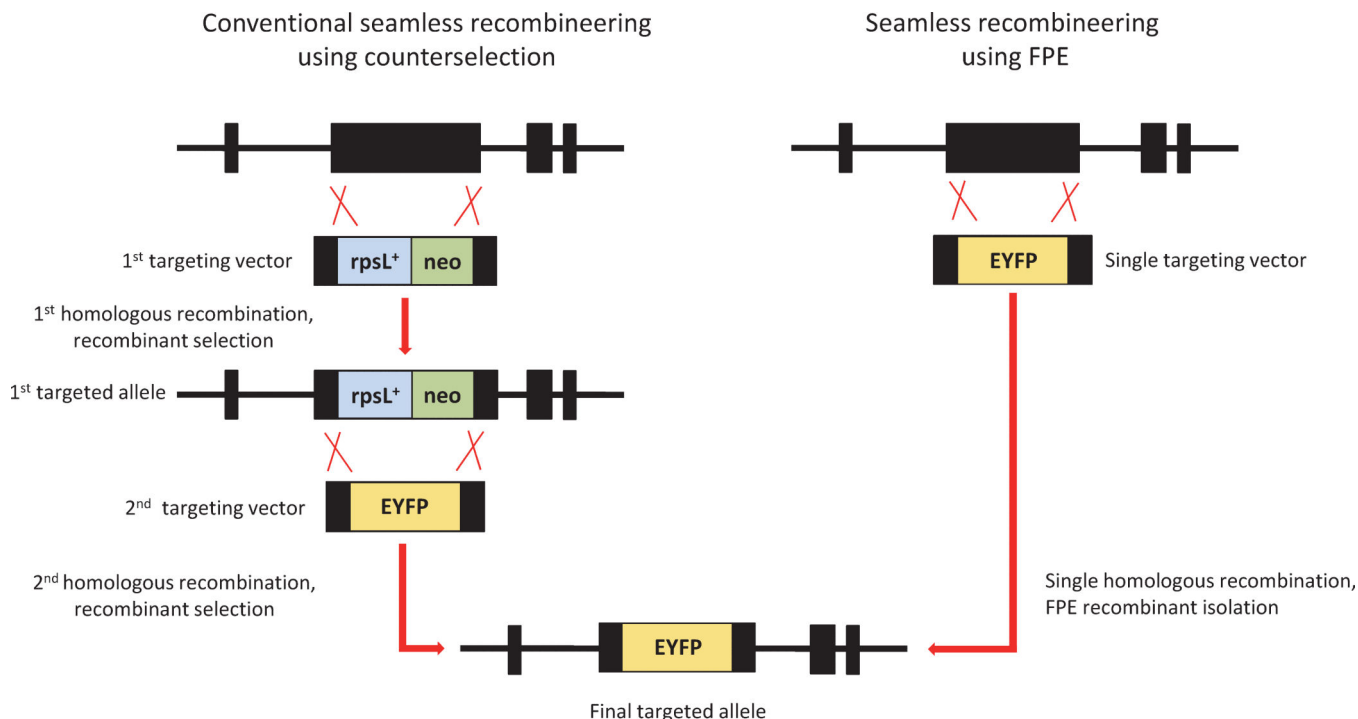 Conventional seamless recombineering
using counterselection
Seamless recombineering
using FPE
1st targeting vector
rpsL+ neo
EYFP
Single targeting vector
1st homologous recombination,
recombinant selection
1st targeted allele
rpsL+ neo
2nd targeting vector
EYFP
2nd homologous recombination,
recombinant selection
Single homologous recombination,
FPE recombinant isolation
EYFP
Final targeted allele